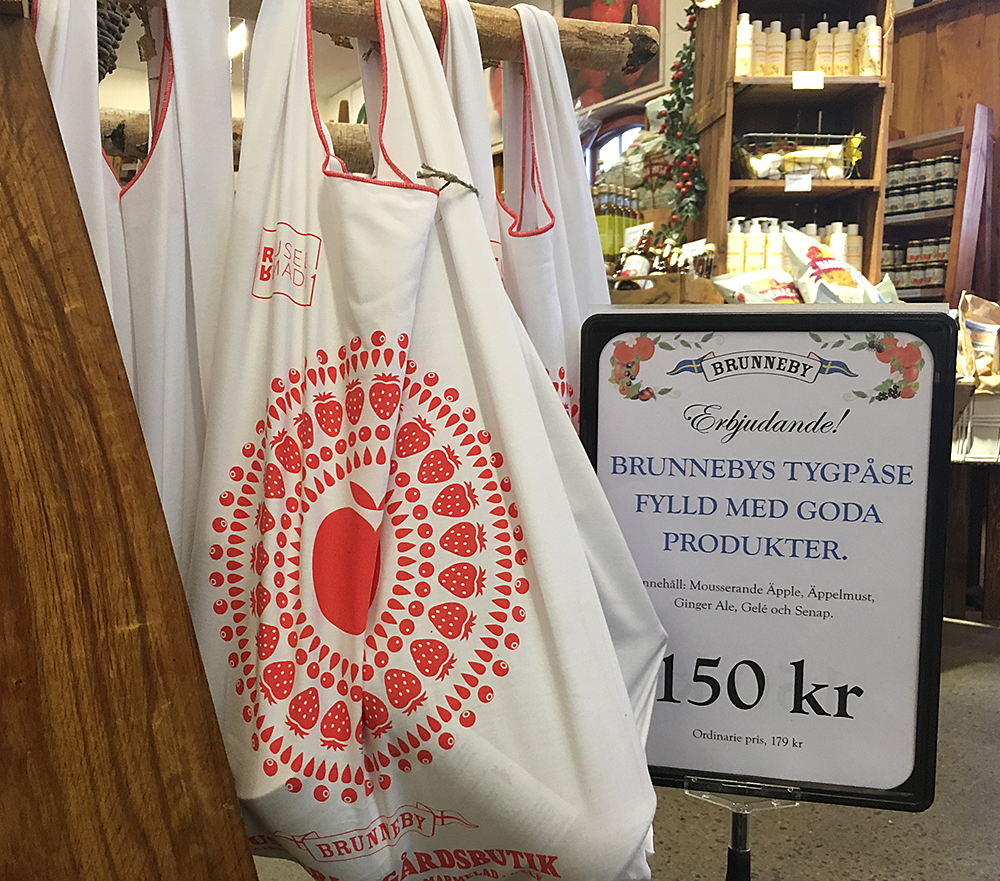 BRUNNEBY
Erbjudande!
BRUNNEBYS TYGPÅSE
FYLLD MED GODA
PRODUKTER.
nnehåll: Mousserande Äpple, Äppelmust,
Ginger Ale, Gelé och Senap.
150 kr
Ordinarie pris, 179 kr
BRUNNEBY
GÅRDSBUTIK
MARMELAD